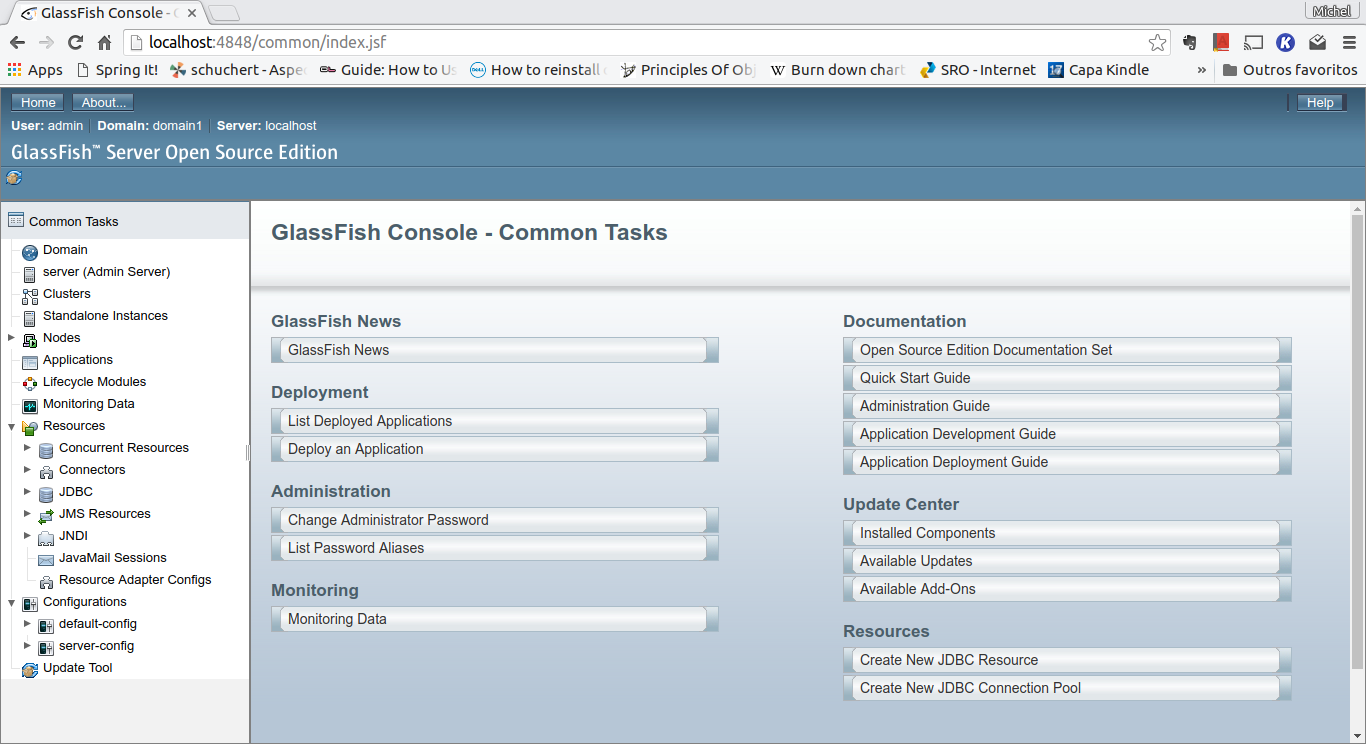 GlassFish Console -
Michel
localhost:4848/common/index.jsf
Apps Spring It! schuchert - Aspe Guide: How to Us How to reinstall Principles Of Obj W Burn down chart SRO - Internet 17 Capa Kindle » Outros favoritos
Home About... Help
User: admin Domain: domain1 Server: localhost
GlassFish™ Server Open Source Edition
Common Tasks
Domain
server (Admin Server)
Clusters
Standalone Instances
Nodes
Applications
Lifecycle Modules
Monitoring Data
Resources
Concurrent Resources
Connectors
JDBC
JMS Resources
JNDI
JavaMail Sessions
Resource Adapter Configs
Configurations
default-config
server-config
Update Tool
GlassFish Console - Common Tasks
GlassFish News
GlassFish News
Deployment
List Deployed Applications
Deploy an Application
Administration
Change Administrator Password
List Password Aliases
Monitoring
Monitoring Data
Documentation
Open Source Edition Documentation Set
Quick Start Guide
Administration Guide
Application Development Guide
Application Deployment Guide
Update Center
Installed Components
Available Updates
Available Add-Ons
Resources
Create New JDBC Resource
Create New JDBC Connection Pool